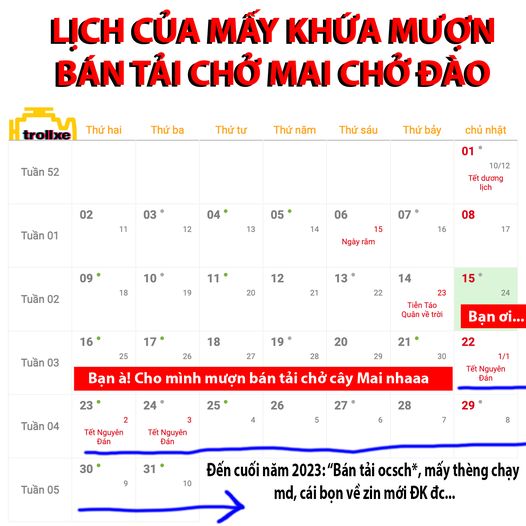 LỊCH CỦA MẤY KHỨA MƯỢN
BÁN TẢI CHỞ MAI CHỞ ĐÀO
trollxe
Thứ hai Thứ ba Thứ tư Thứ năm Thứ sáu Thứ bảy chủ nhật
Tuần 52
01
10/12
Tết dương
lịch
Tuần 01
02 03 04 05 06 07 08
11 12 13 14 15 16 17
Ngày rằm
Tuần 02
09 10 11 12 13 14 15
18 19 20 21 22 23 24
Tiễn Táo
Quân về trời
Bạn ơi...
Tuần 03
16 17 18 19 20 21 22
25 26 27 28 29 30 1/1
Tết Nguyên
Đán
Bạn à! Cho mình mượn bán tải chở cây Mai nhaaa
Tuần 04
23 24 25 26 27 28 29
2 3 4 5 6 7 8
Tết Nguyên Tết Nguyên
Đán Đán
Tuần 05
30 31
9 10
Đến cuối năm 2023: “Bán tải ocsch*, mấy thèng chạy
md, cái bọn về zin mới ĐK đc...